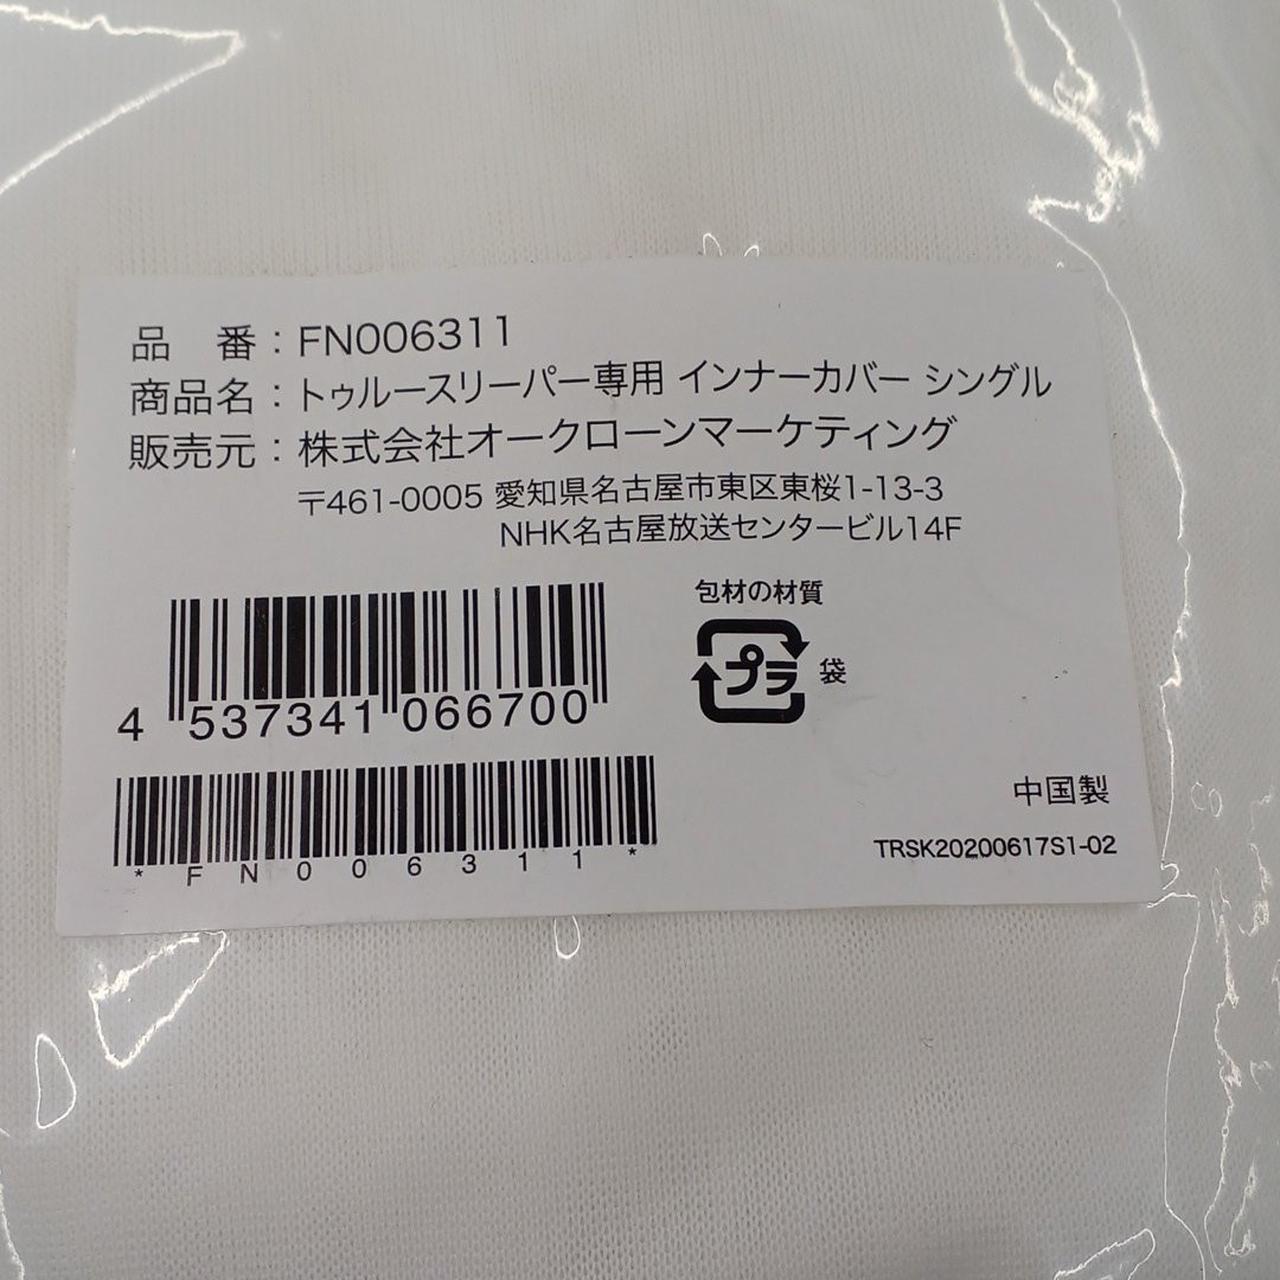 品 番：FN006311
商品名：トゥルースリーパー専用 インナーカバー シングル
販売元：株式会社オークローンマーケティング
〒461-0005 愛知県名古屋市東区東桜1-13-3
NHK名古屋放送センタービル14F
包材の材質
プラ 袋
4 537341 066700
*FN006311*
中国製
TRSK20200617S1-02